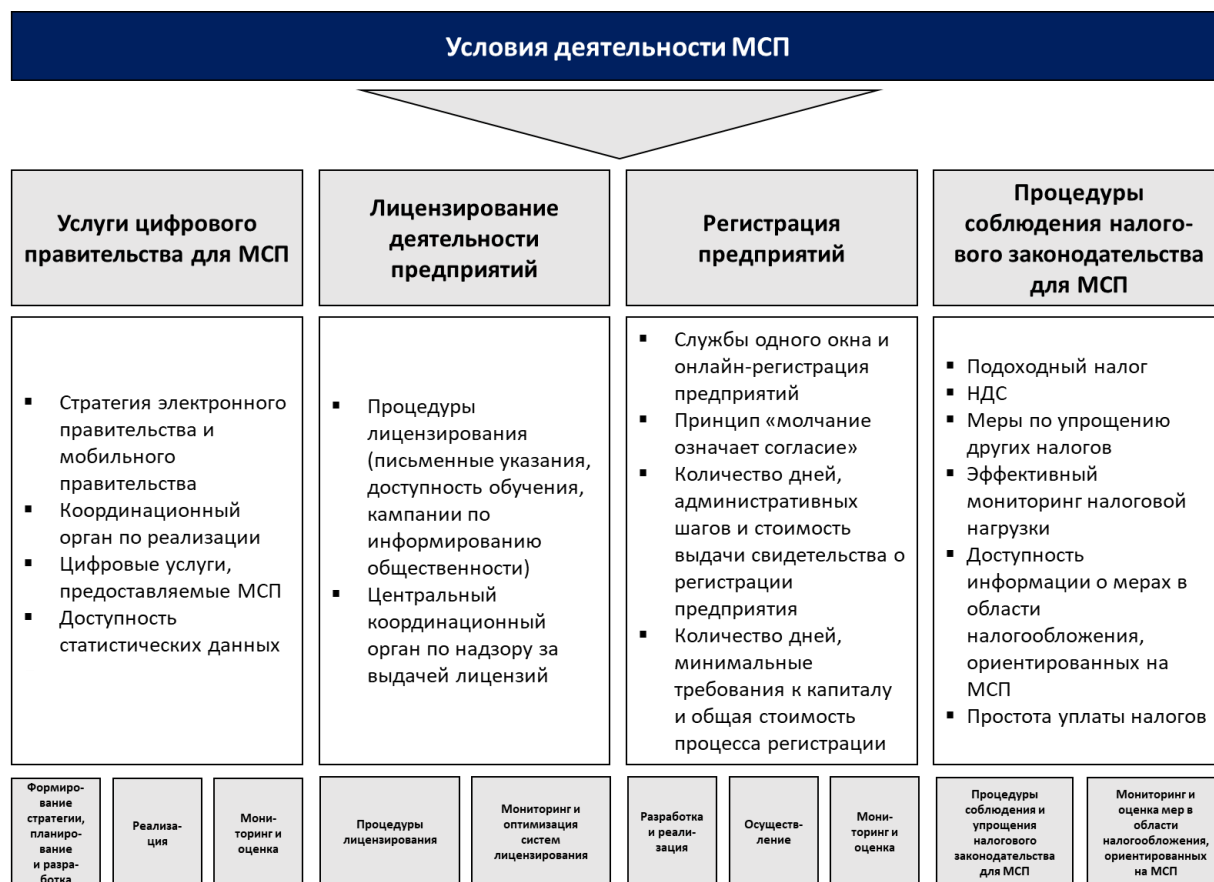 Условия деятельности МСП
Услуги цифрового
правительства для МСП
Лицензирование
деятельности
предприятий
Регистрация
предприятий
Процедуры
соблюдения налого-
вого законодательства
для МСП
▪ Стратегия электронного
правительства и
мобильного
правительства
▪ Координационный
орган по реализации
▪ Цифровые услуги,
предоставляемые МСП
▪ Доступность
статистических данных
▪ Процедуры
лицензирования
(письменные указания,
доступность обучения,
кампании по
информированию
общественности)
▪ Центральный
координационный
орган по надзору за
выдачей лицензий
▪ Службы одного окна и
онлайн-регистрация
предприятий
▪ Принцип «молчание
означает согласие»
▪ Количество дней,
административных
шагов и стоимость
выдачи свидетельства о
регистрации
предприятия
▪ Количество дней,
минимальные
требования к капиталу
и общая стоимость
процесса регистрации
▪ Подоходный налог
▪ НДС
▪ Меры по упрощению
других налогов
▪ Эффективный
мониторинг налоговой
нагрузки
▪ Доступность
информации о мерах в
области
налогообложения,
ориентированных на
МСП
▪ Простота уплаты налогов
Формиро-
вание
стратегии,
планиро-
вание
и разра-
ботка
Реализа-
ция
Мони-
торинг и
оценка
Процедуры
лицензирования
Мониторинг и
оптимизация
систем
лицензирования
Разработка
и реали-
зация
Осуществ-
ление
Мони-
торинг и
оценка
Процедуры
соблюдения и
упрощения
налогового
законодательства
для МСП
Мониторинг и
оценка мер в
области
налогообложения,
ориентированных
на МСП